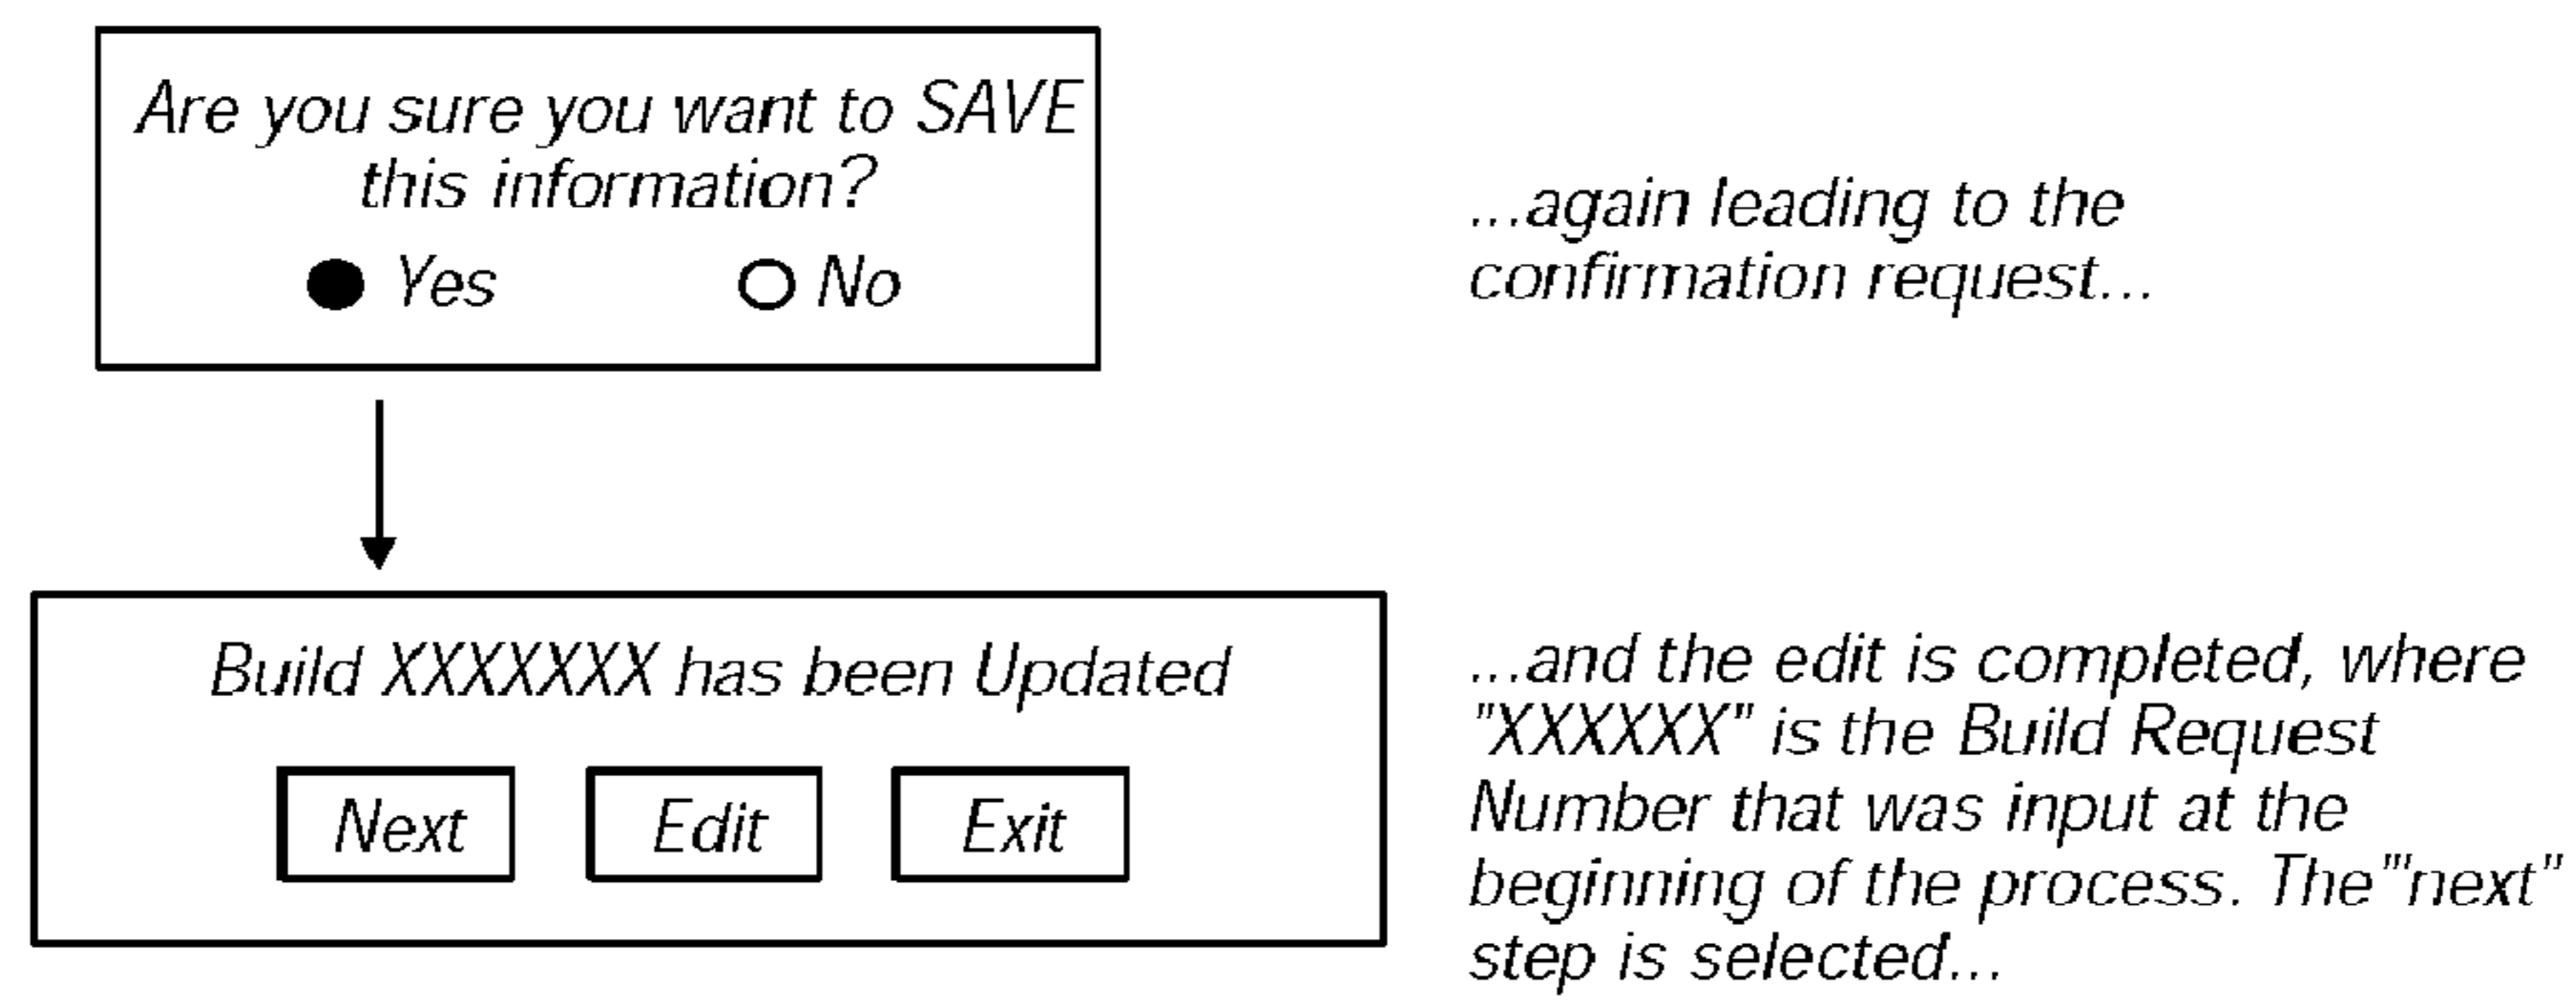 Are you sure you want to SAVE
this information?
Yes No
...again leading to the
confirmation request...
Build XXXXXXX has been Updated
Next Edit Exit
...and the edit is completed, where
"XXXXXX" is the Build Request
Number that was input at the
beginning of the process. The"'next"
step is selected...